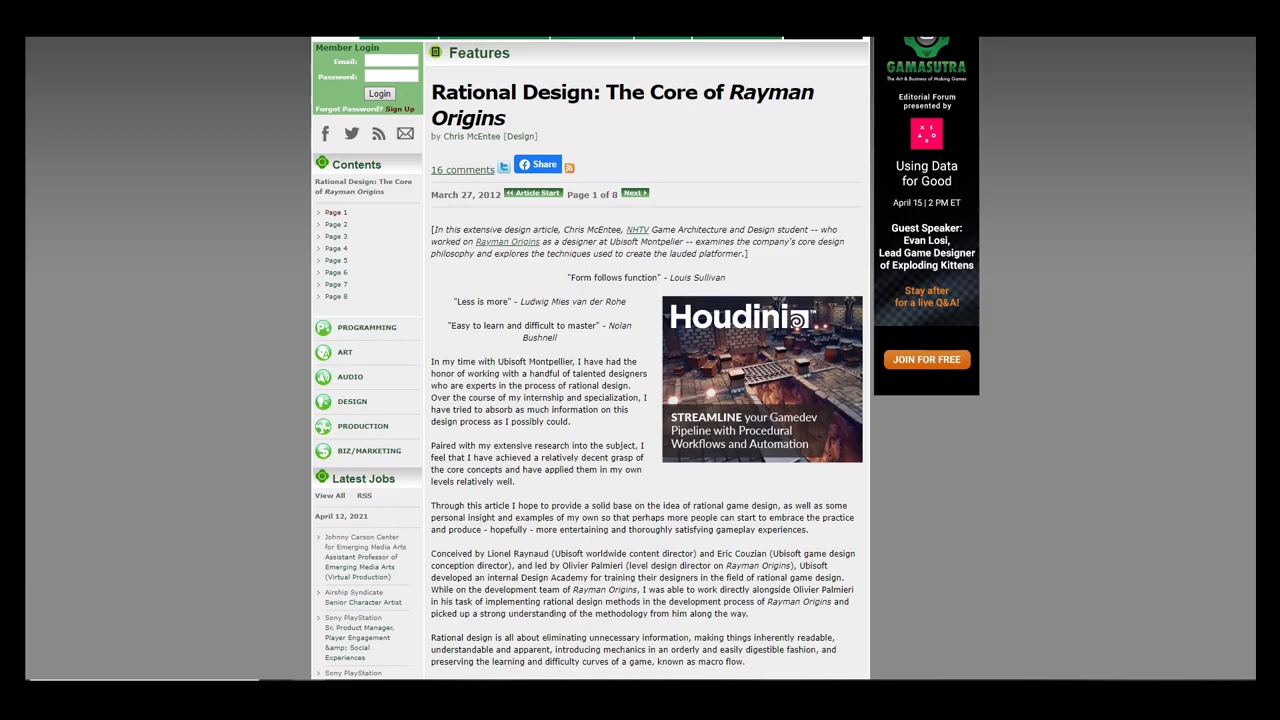 Member Login
Email:
Password:
Login
Forgot Password? Sign Up
Contents
Rational Design: The Core
of Rayman Origins
Page 1
Page 2
Page 3
Page 4
Page 5
Page 6
Page 7
Page 8
PROGRAMMING
ART
AUDIO
DESIGN
PRODUCTION
BIZ/MARKETING
Latest Jobs
View All RSS
April 12, 2021
Johnny Carson Center
for Emerging Media Arts
Assistant Professor of
Emerging Media Arts
(Virtual Production)
Airship Syndicate
Senior Character Artist
Sony PlayStation
Sr. Product Manager,
Player Engagement
&amp; Social
Experiences
Sony PlayStation
Features
Rational Design: The Core of Rayman
Origins
by Chris McEntee [Design]
16 comments
Share
March 27, 2012 Article Start Page 1 of 8 Next
[In this extensive design article, Chris McEntee, NHTV Game Architecture and Design student -- who
worked on Rayman Origins as a designer at Ubisoft Montpelier -- examines the company's core design
philosophy and explores the techniques used to create the lauded platformer.]
"Form follows function" - Louis Sullivan
"Less is more" - Ludwig Mies van der Rohe
"Easy to learn and difficult to master" - Nolan
Bushnell
In my time with Ubisoft Montpellier, I have had the
honor of working with a handful of talented designers
who are experts in the process of rational design.
Over the course of my internship and specialization, I
have tried to absorb as much information on this
design process as I possibly could.
Paired with my extensive research into the subject, I
feel that I have achieved a relatively decent grasp of
the core concepts and have applied them in my own
levels relatively well.
Houdini™
STREAMLINE your Gamedev
Pipeline with Procedural
Workflows and Automation
Through this article I hope to provide a solid base on the idea of rational game design, as well as some
personal insight and examples of my own so that perhaps more people can start to embrace the practice
and produce - hopefully - more entertaining and thoroughly satisfying gameplay experiences.
Conceived by Lionel Raynaud (Ubisoft worldwide content director) and Eric Couzian (Ubisoft game design
conception director), and led by Olivier Palmieri (level design director on Rayman Origins), Ubisoft
developed an internal Design Academy for training their designers in the field of rational game design.
While on the development team of Rayman Origins, I was able to work directly alongside Olivier Palmieri
in his task of implementing rational design methods in the development process of Rayman Origins and
picked up a strong understanding of the methodology from him along the way.
Rational design is all about eliminating unnecessary information, making things inherently readable,
understandable and apparent, introducing mechanics in an orderly and easily digestible fashion, and
preserving the learning and difficulty curves of a game, known as macro flow.
GAMASUTRA
The Art & Business of Making Games
Editorial Forum
presented by
XS
AO
R
Using Data
for Good
April 15 | 2 PM ET
Guest Speaker:
Evan Losi,
Lead Game Designer
of Exploding Kittens
Stay after
for a live Q&A!
JOIN FOR FREE